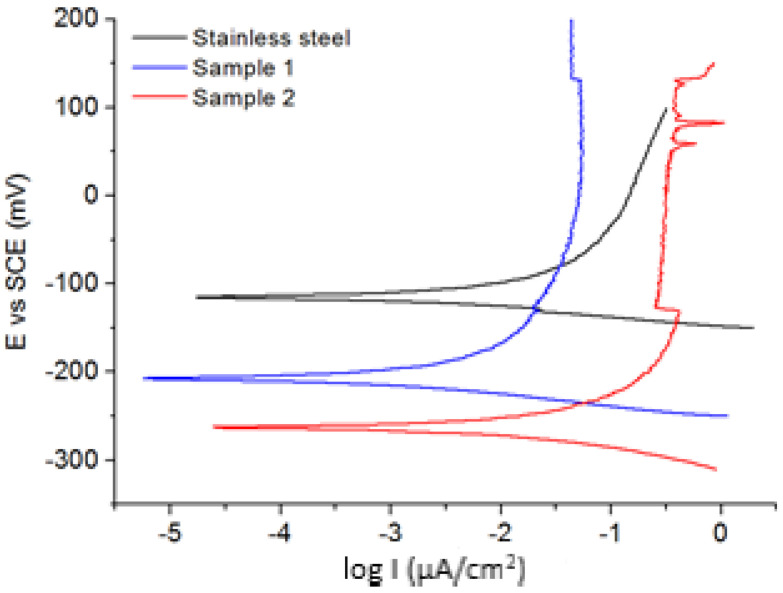 200
100
0
-100
-200
-300
E vs SCE (mV)
Stainless steel
Sample 1
Sample 2
-5 -4 -3 -2 -1 0
log I (μA/cm²)